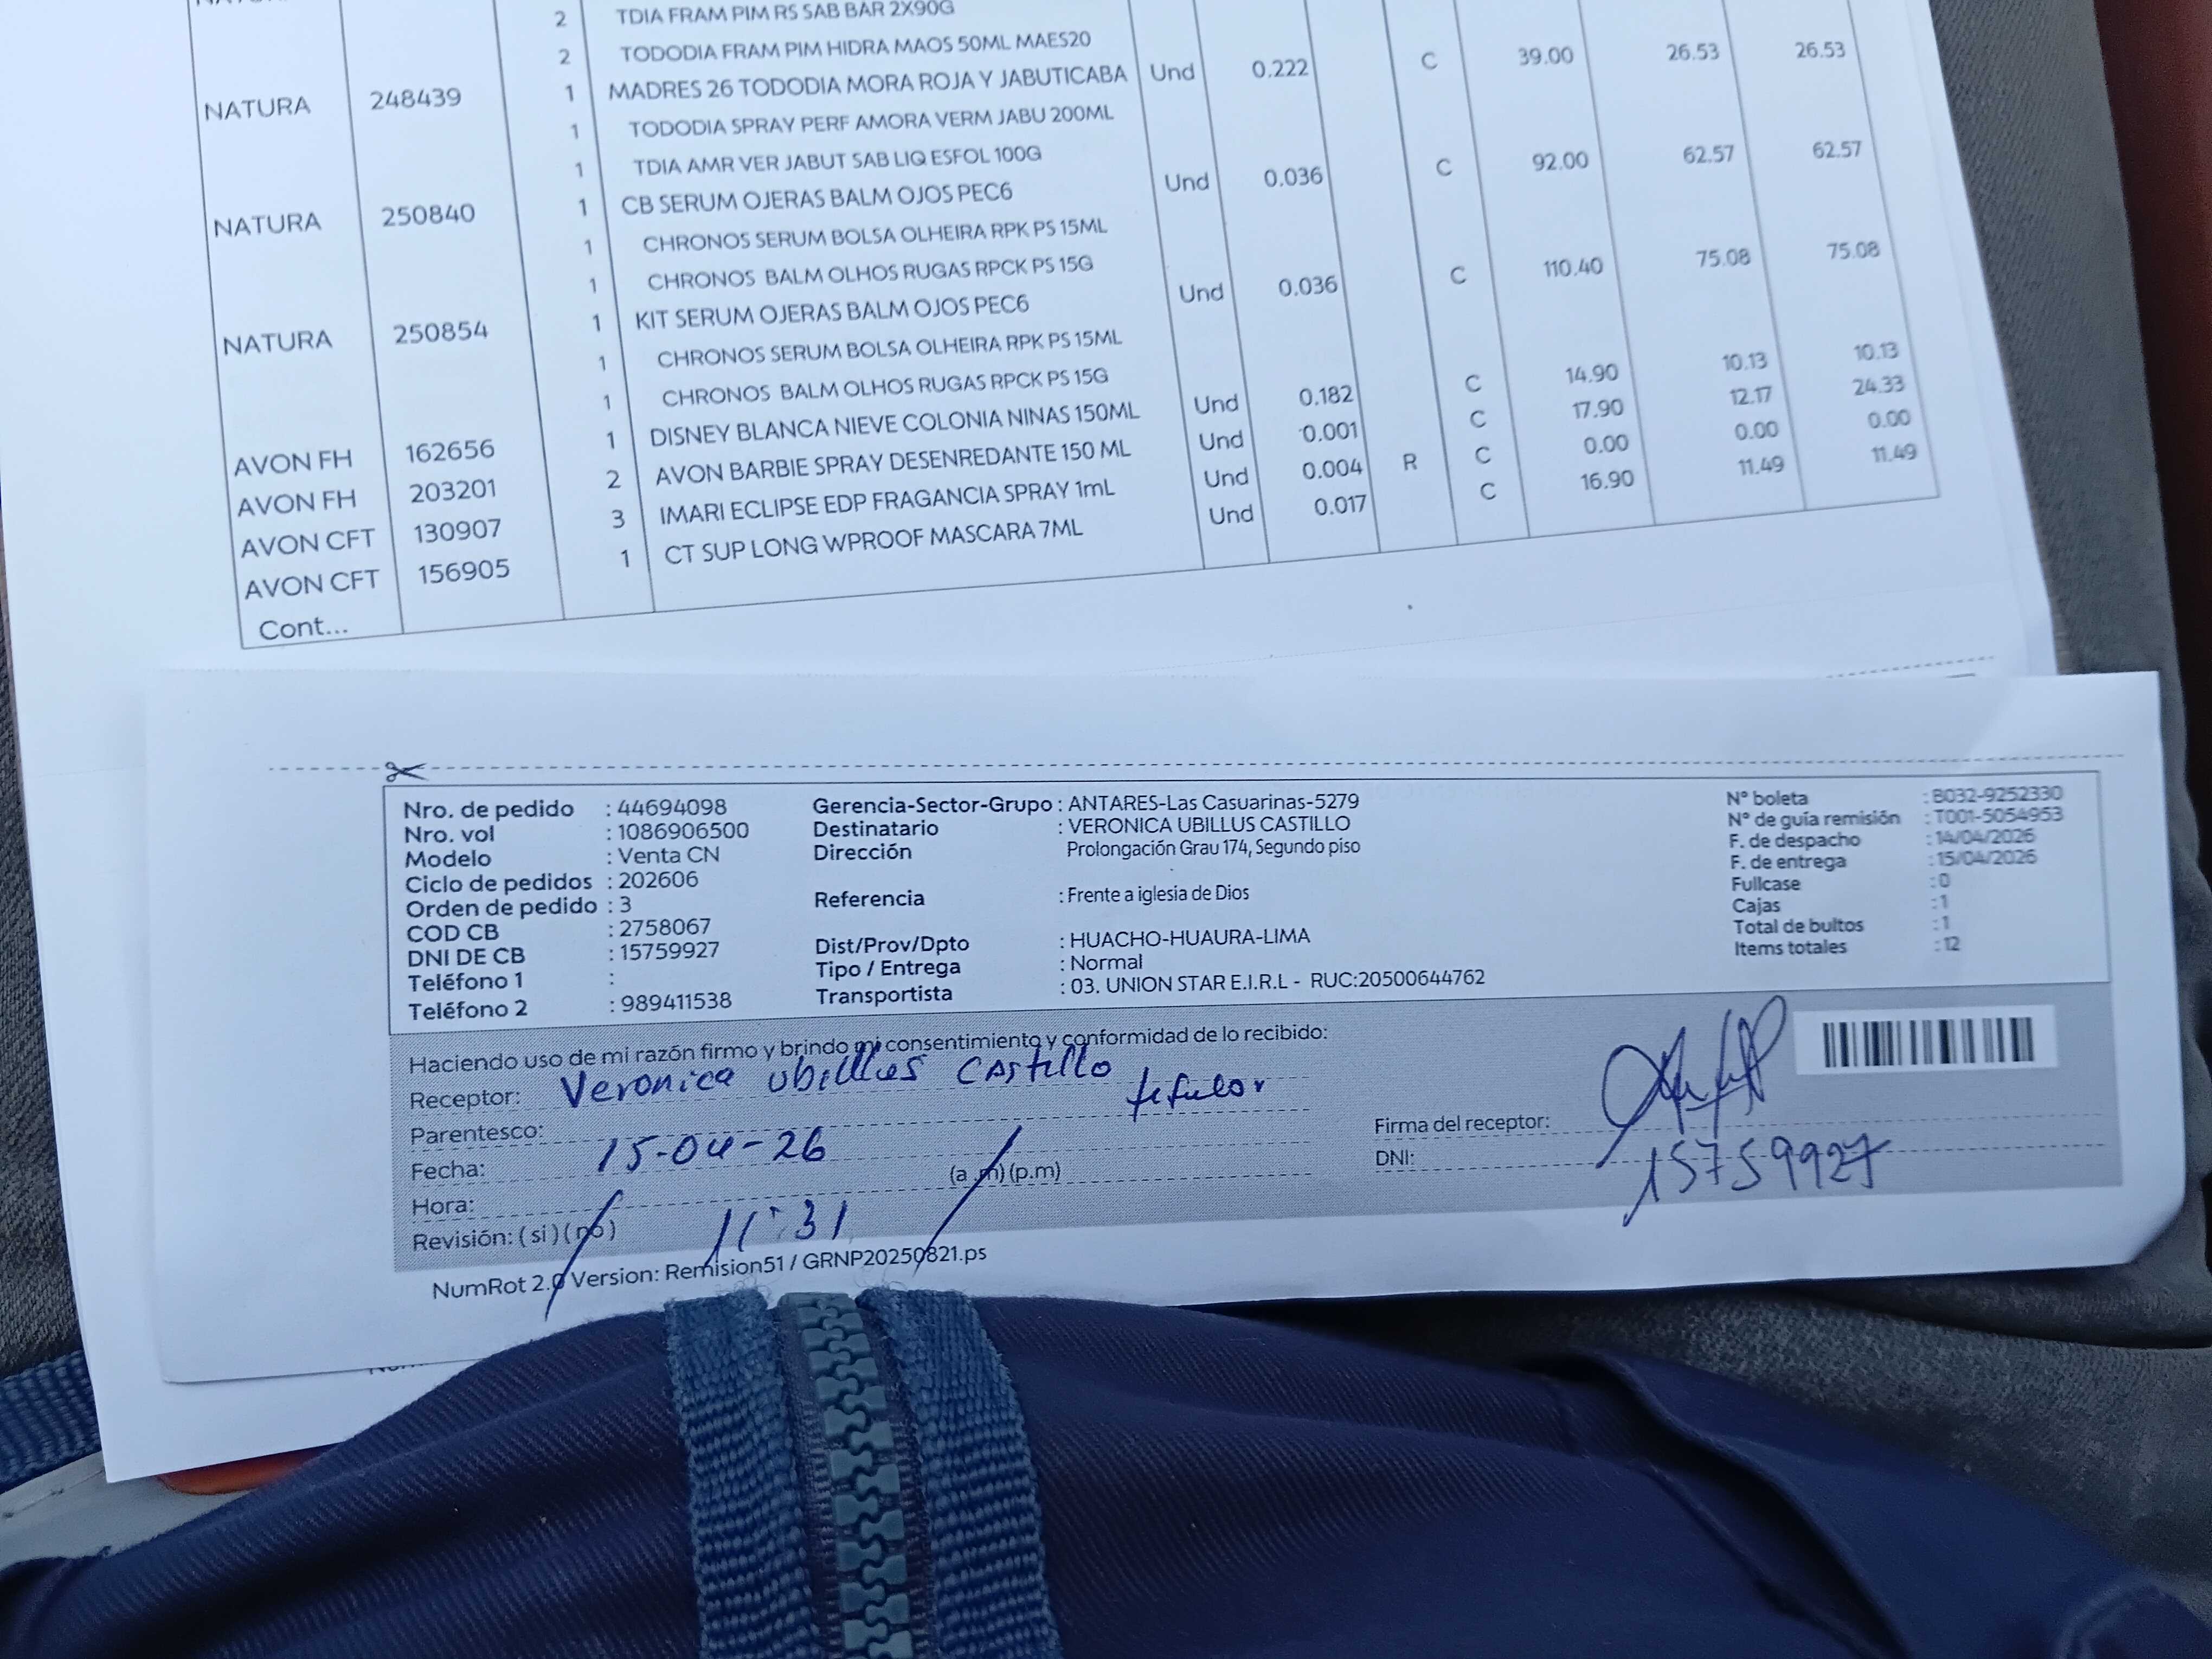 2 TDIA FRAM PIM RS SAB BAR 2X90G
2 TODODIA FRAM PIM HIDRA MAOS 50ML MAES20
NATURA 248439 1 MADRES 26 TODODIA MORA ROJA Y JABUTICABA Und 0.222 C 39.00 26.53 26.53
1 TODODIA SPRAY PERF AMORA VERM JABU 200ML
1 TDIA AMR VER JABUT SAB LIQ ESFOL 100G
NATURA 250840 1 CB SERUM OJERAS BALM OJOS PEC6 Und 0.036 C 92.00 62.57 62.57
1 CHRONOS SERUM BOLSA OLHEIRA RPK PS 15ML
1 CHRONOS BALM OLHOS RUGAS RPCK PS 15G
NATURA 250854 1 KIT SERUM OJERAS BALM OJOS PEC6 Und 0.036 C 110.40 75.08 75.08
1 CHRONOS SERUM BOLSA OLHEIRA RPK PS 15ML
1 CHRONOS BALM OLHOS RUGAS RPCK PS 15G
AVON FH 162656 1 DISNEY BLANCA NIEVE COLONIA NINAS 150ML Und 0.182 C 14.90 10.13 10.13
AVON FH 203201 2 AVON BARBIE SPRAY DESENREDANTE 150 ML Und 0.001 C 17.90 12.17 24.33
AVON CFT 130907 3 IMARI ECLIPSE EDP FRAGANCIA SPRAY 1mL Und 0.004 R C 0.00 0.00 0.00
AVON CFT 156905 1 CT SUP LONG WPROOF MASCARA 7ML Und 0.017 C 16.90 11.49 11.49
Cont...
Nro. de pedido : 44694098
Nro. vol : 1086906500
Modelo : Venta CN
Ciclo de pedidos : 202606
Orden de pedido : 3
COD CB : 2758067
DNI DE CB : 15759927
Teléfono 1 :
Teléfono 2 : 989411538
Gerencia-Sector-Grupo : ANTARES-Las Casuarinas-5279
Destinatario : VERONICA UBILLUS CASTILLO
Dirección Prolongación Grau 174, Segundo piso
Referencia : Frente a iglesia de Dios
Dist/Prov/Dpto : HUACHO-HUAURA-LIMA
Tipo / Entrega : Normal
Transportista : 03. UNION STAR E.I.R.L - RUC:20500644762
N° boleta : B032-9252330
N° de guía remisión : T001-5054953
F. de despacho : 14/04/2026
F. de entrega : 15/04/2026
Fullcase : 0
Cajas : 1
Total de bultos : 1
Items totales : 12
Haciendo uso de mi razón firmo y brindo mi consentimiento y conformidad de lo recibido:
Receptor: Veronica Ubillus Castillo
Parentesco: titular
Fecha: 15-04-26
Hora: 11:31 (a.m) (p.m)
Revisión: ( si ) ( no )
Firma del receptor:
DNI: 15759927
NumRot 2.0 Version: Remision51 / GRNP20250821.ps